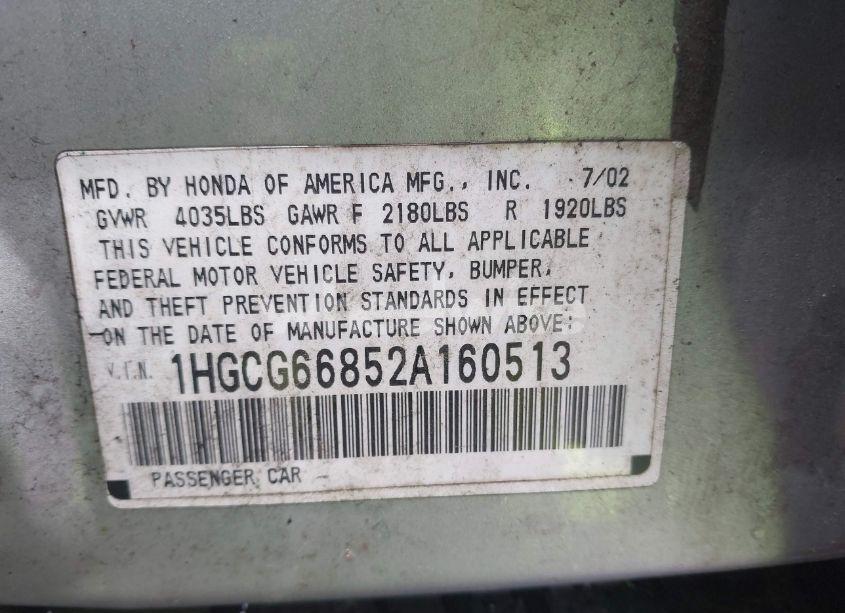 MFD. BY HONDA OF AMERICA MFG., INC. 7/02
GVWR 4035LBS GAWR F 2180LBS R 1920LBS
THIS VEHICLE CONFORMS TO ALL APPLICABLE
FEDERAL MOTOR VEHICLE SAFETY, BUMPER,
AND THEFT PREVENTION STANDARDS IN EFFECT
ON THE DATE OF MANUFACTURE SHOWN ABOVE:
V.I.N. 1HGCG66852A160513
PASSENGER CAR